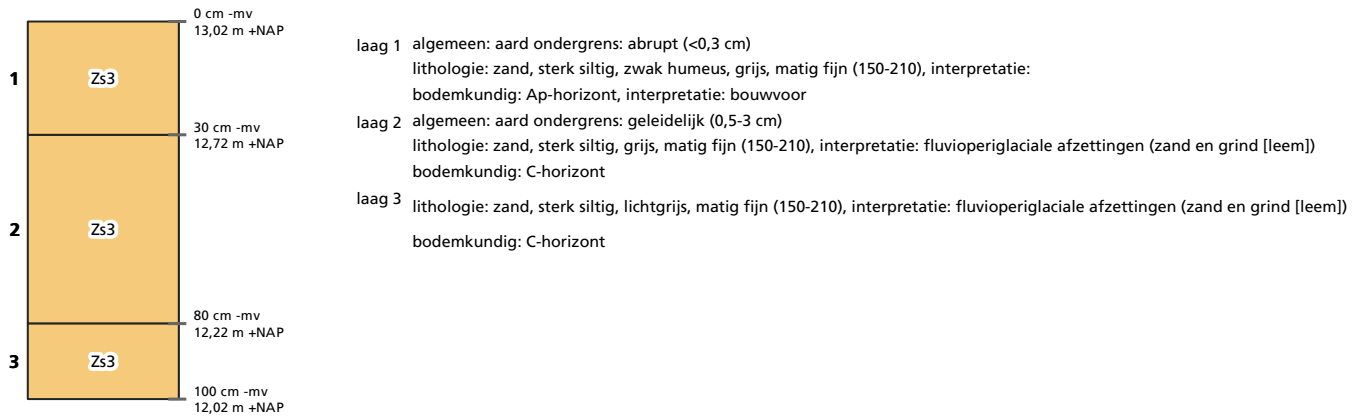 0 cm -mv
13,02 m +NAP
1
Zs3
30 cm -mv
12,72 m +NAP
2
Zs3
80 cm -mv
12,22 m +NAP
3
Zs3
100 cm -mv
12,02 m +NAP
laag 1 algemeen: aard ondergrens: abrupt (<0,3 cm)
lithologie: zand, sterk siltig, zwak humeus, grijs, matig fijn (150-210), interpretatie:
bodemkundig: Ap-horizont, interpretatie: bouwvoor
laag 2 algemeen: aard ondergrens: geleidelijk (0,5-3 cm)
lithologie: zand, sterk siltig, grijs, matig fijn (150-210), interpretatie: fluvioperiglaciale afzettingen (zand en grind [leem])
bodemkundig: C-horizont
laag 3 lithologie: zand, sterk siltig, lichtgrijs, matig fijn (150-210), interpretatie: fluvioperiglaciale afzettingen (zand en grind [leem])
bodemkundig: C-horizont